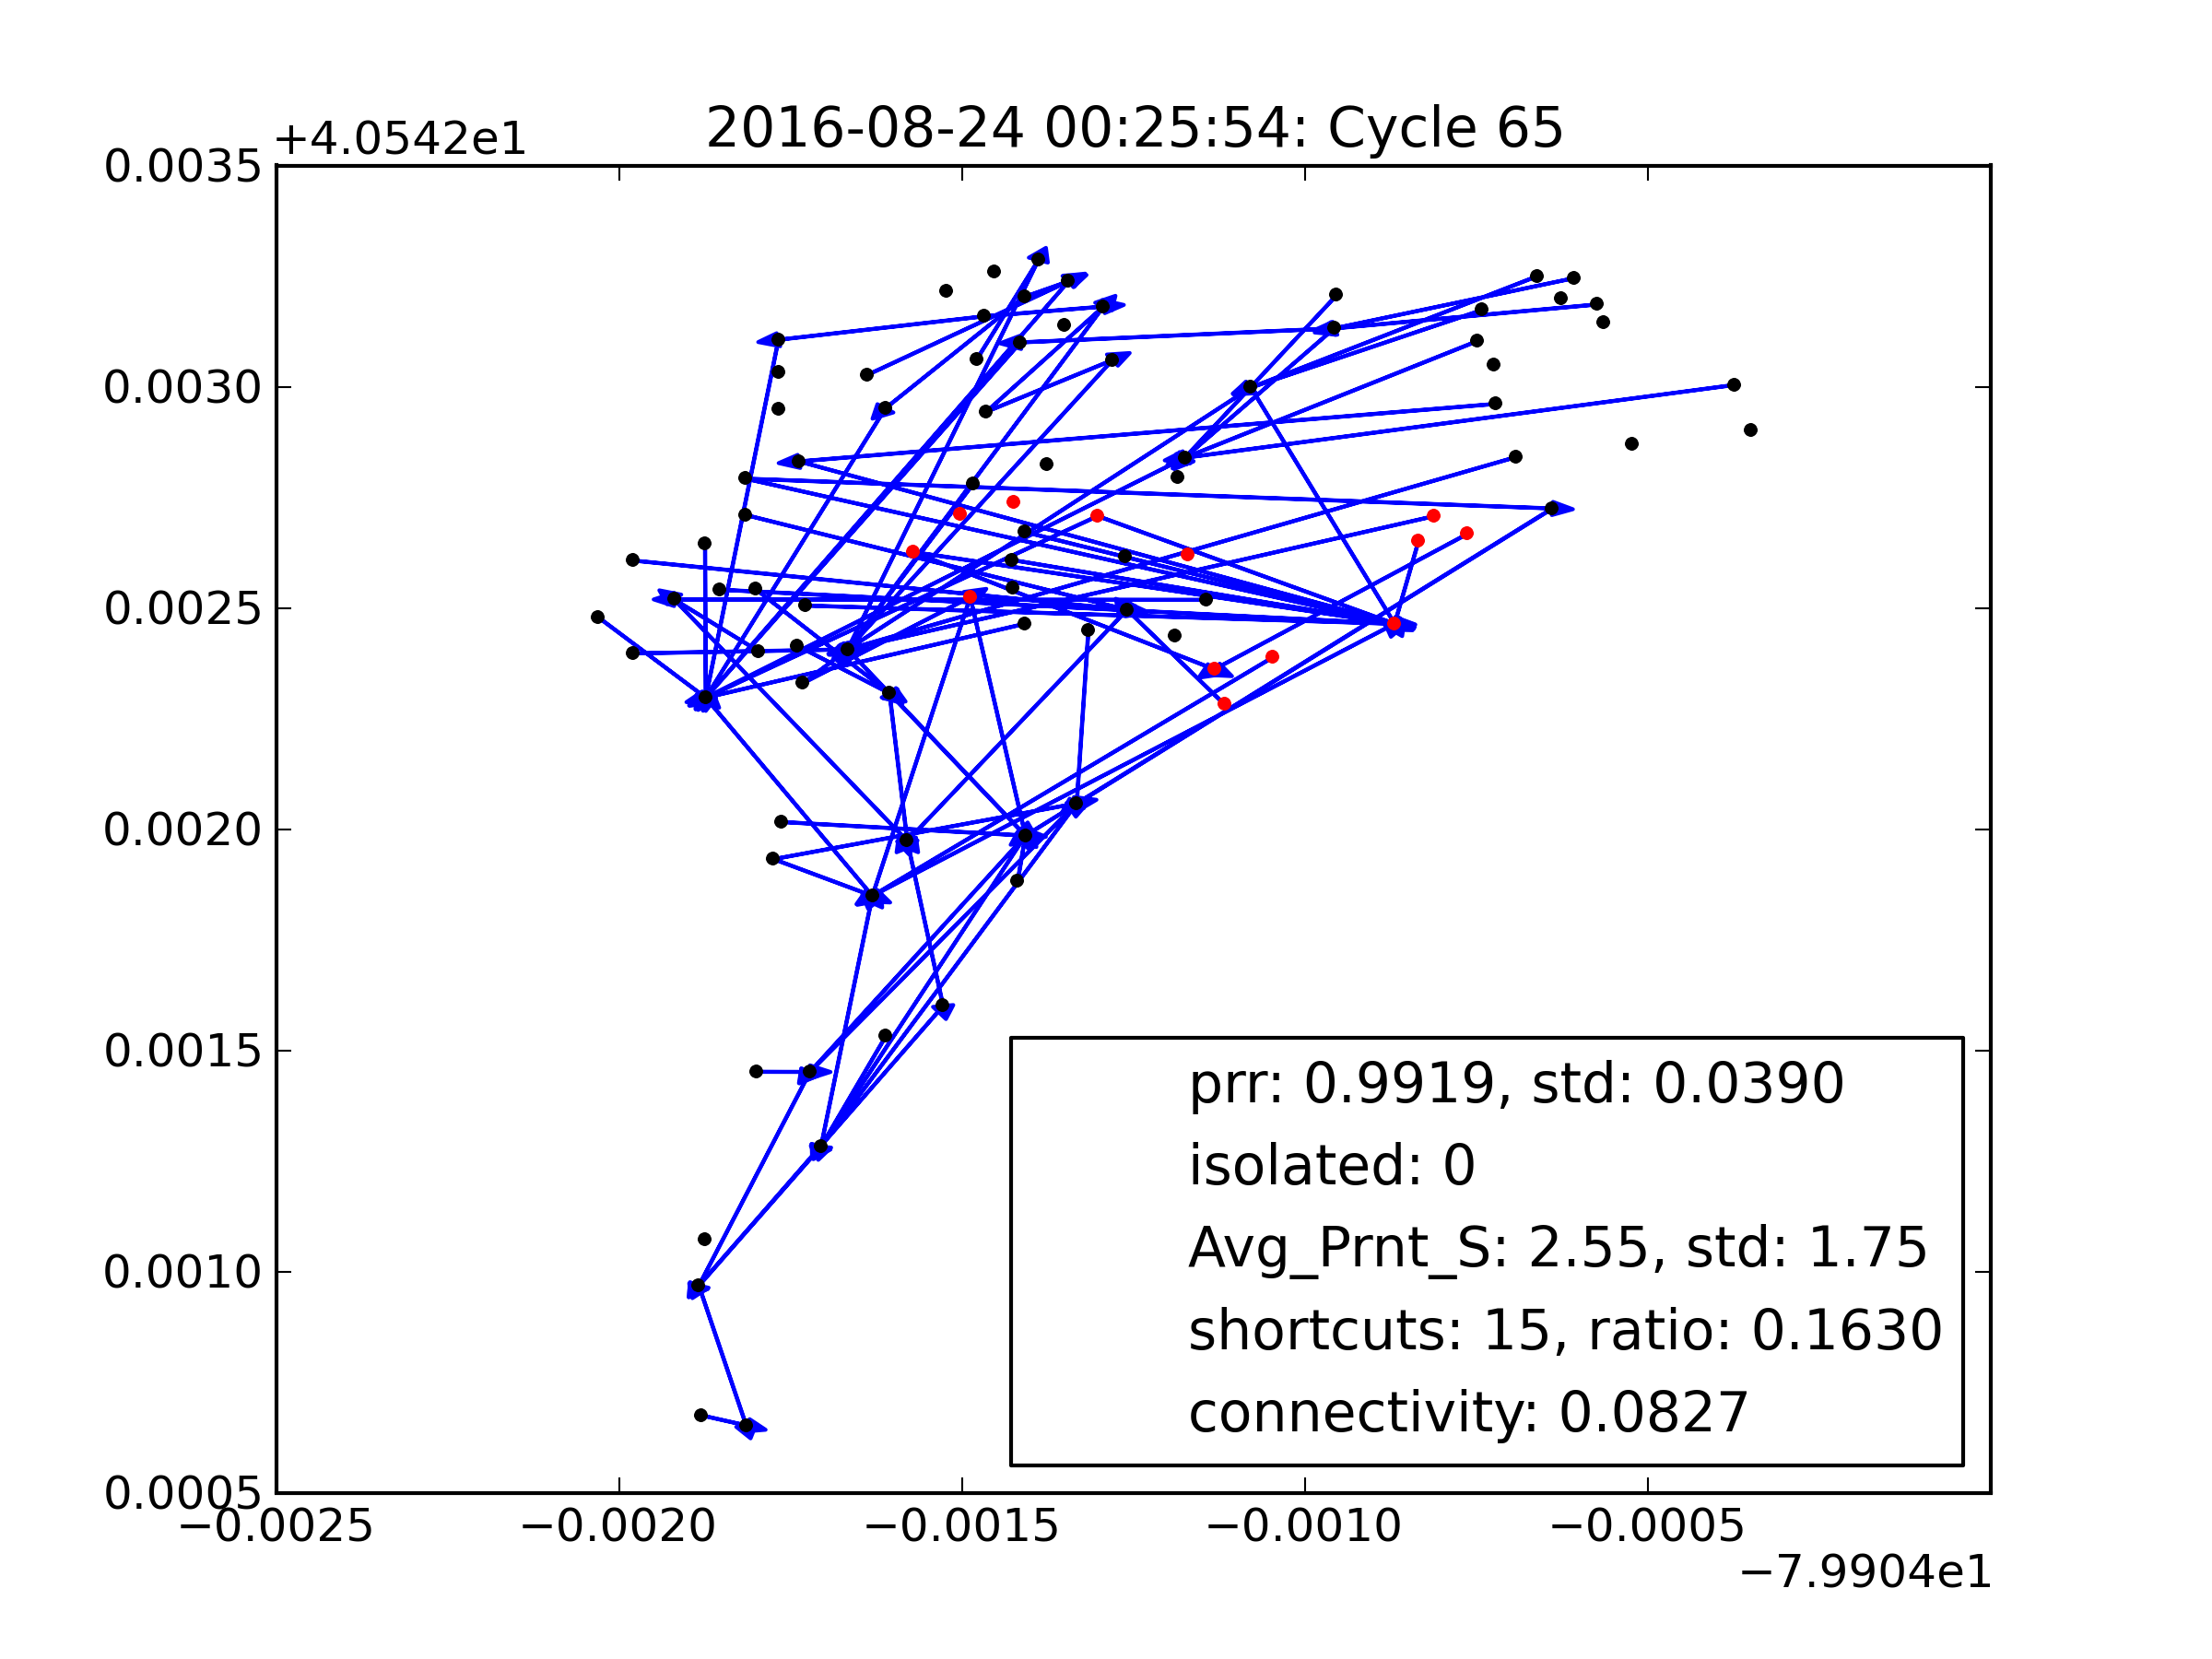 2016-08-24 00:25:54: Cycle 65
+4.0542e1
0.0035
0.0030
0.0025
0.0020
0.0015
0.0010
0.0005
prr: 0.9919, std: 0.0390
isolated: 0
Avg_Prnt_S: 2.55, std: 1.75
shortcuts: 15, ratio: 0.1630
connectivity: 0.0827
−0.0025 −0.0020 −0.0015 −0.0010 −0.0005
−7.9904e1